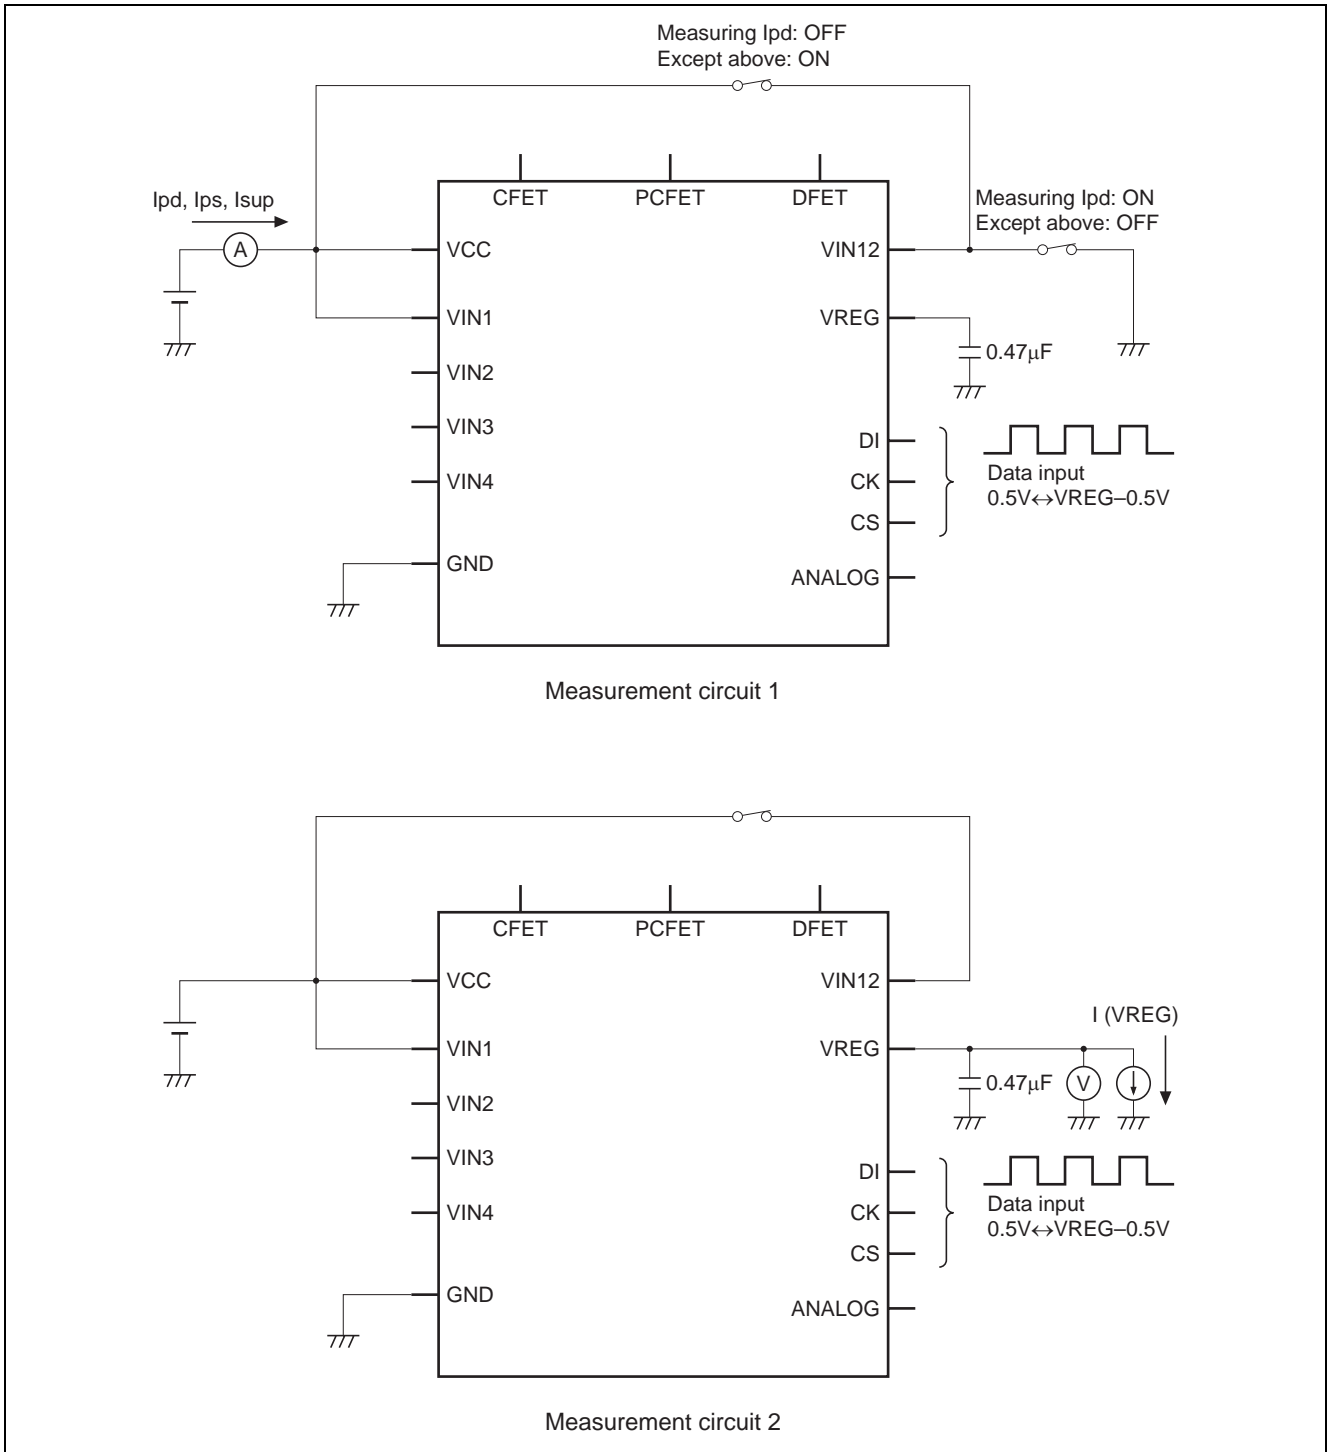 Measuring Ipd: OFF
Except above: ON
Ipd, Ips, Isup
A
CFET
PCFET
DFET
Measuring Ipd: ON
Except above: OFF
VCC
VIN12
VIN1
VREG
0.47µF
VIN2
VIN3
DI
VIN4
CK
Data input
0.5V↔VREG–0.5V
CS
GND
ANALOG
Measurement circuit 1
CFET
PCFET
DFET
VCC
VIN12
I (VREG)
VIN1
VREG
0.47µF
V
VIN2
VIN3
DI
VIN4
CK
Data input
0.5V↔VREG–0.5V
CS
GND
ANALOG
Measurement circuit 2